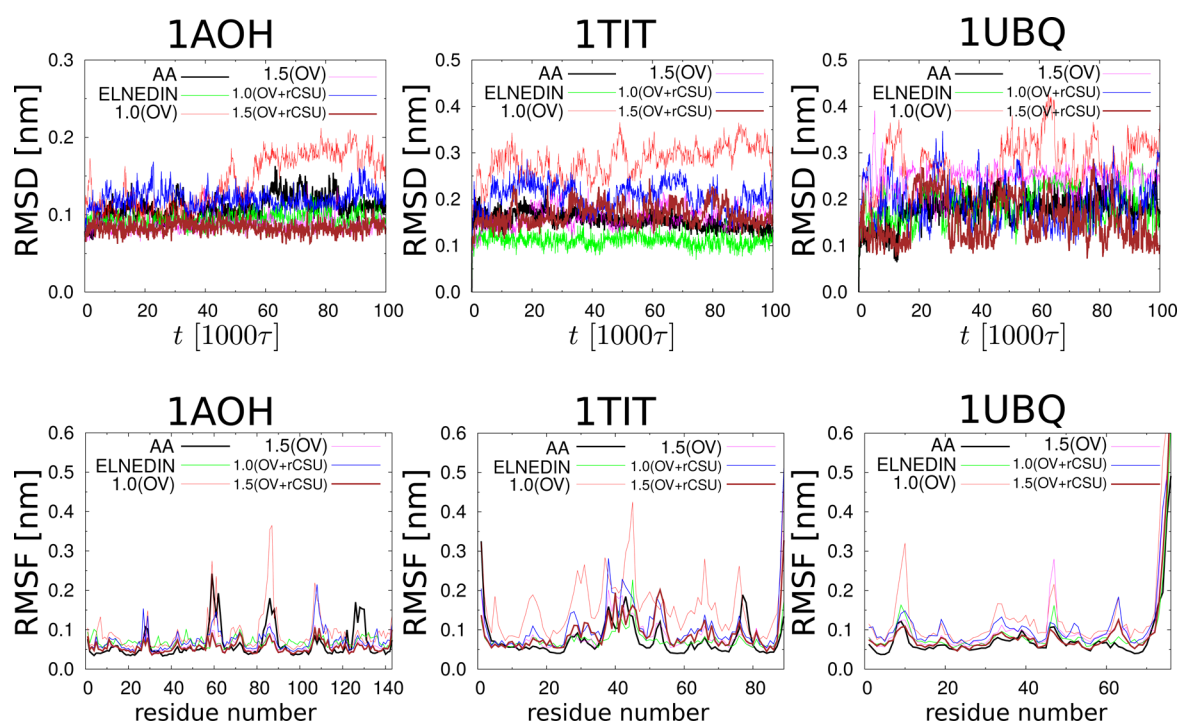 1AOH 1TIT 1UBQ
RMSD [nm]
0.3
0.2
0.1
0.0
AA 1.5(OV)
ELNEDIN 1.0(OV+rCSU)
1.0(OV) 1.5(OV+rCSU)
0 20 40 60 80 100
t [1000τ]
RMSD [nm]
0.5
0.4
0.3
0.2
0.1
0.0
AA 1.5(OV)
ELNEDIN 1.0(OV+rCSU)
1.0(OV) 1.5(OV+rCSU)
0 20 40 60 80 100
t [1000τ]
RMSD [nm]
0.5
0.4
0.3
0.2
0.1
0.0
AA 1.5(OV)
ELNEDIN 1.0(OV+rCSU)
1.0(OV) 1.5(OV+rCSU)
0 20 40 60 80 100
t [1000τ]
1AOH 1TIT 1UBQ
RMSF [nm]
0.6
0.5
0.4
0.3
0.2
0.1
0.0
AA 1.5(OV)
ELNEDIN 1.0(OV+rCSU)
1.0(OV) 1.5(OV+rCSU)
0 20 40 60 80 100 120 140
residue number
RMSF [nm]
0.6
0.5
0.4
0.3
0.2
0.1
0.0
AA 1.5(OV)
ELNEDIN 1.0(OV+rCSU)
1.0(OV) 1.5(OV+rCSU)
0 20 40 60 80
residue number
RMSF [nm]
0.6
0.5
0.4
0.3
0.2
0.1
0.0
AA 1.5(OV)
ELNEDIN 1.0(OV+rCSU)
1.0(OV) 1.5(OV+rCSU)
0 20 40 60
residue number